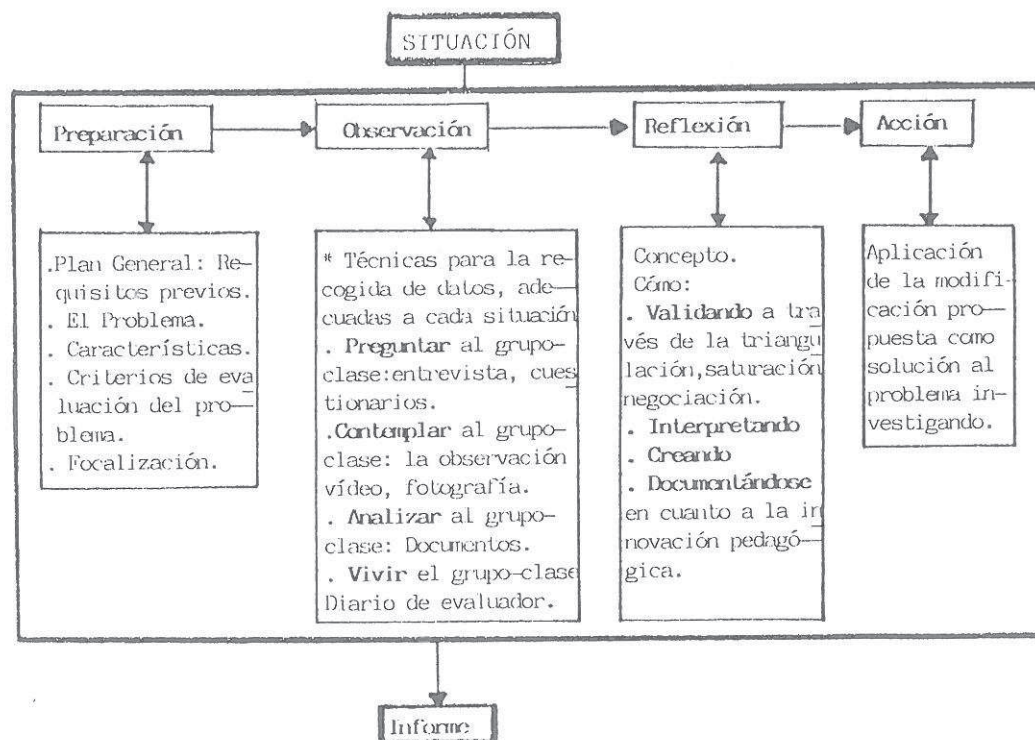 SITUACIÓN
Preparación
Observación
Reflexión
Acción
.Plan General: Re-
quisitos previos.
. El Problema.
. Características.
. Criterios de eva
luación del pro-
blema.
. Focalización.
* Técnicas para la re-
cogida de datos, ade-
cuadas a cada situación
. Preguntar al grupo-
clase:entrevista, cues
tionarios.
.Contemplar al grupo-
clase: la observación
vídeo, fotografía.
. Analizar al grupo-
clase: Documentos.
. Vivir el grupo-clase
Diario de evaluador.
Concepto.
Cómo:
. Validando a tra
vés de la triangu
lación,saturación
negociación.
. Interpretando
. Creando
. Documentándose
en cuanto a la in
novación pedagó-
gica.
Aplicación
de la modifi-
cación pro-
puesta como
solución al
problema in-
vestigando.
Informe